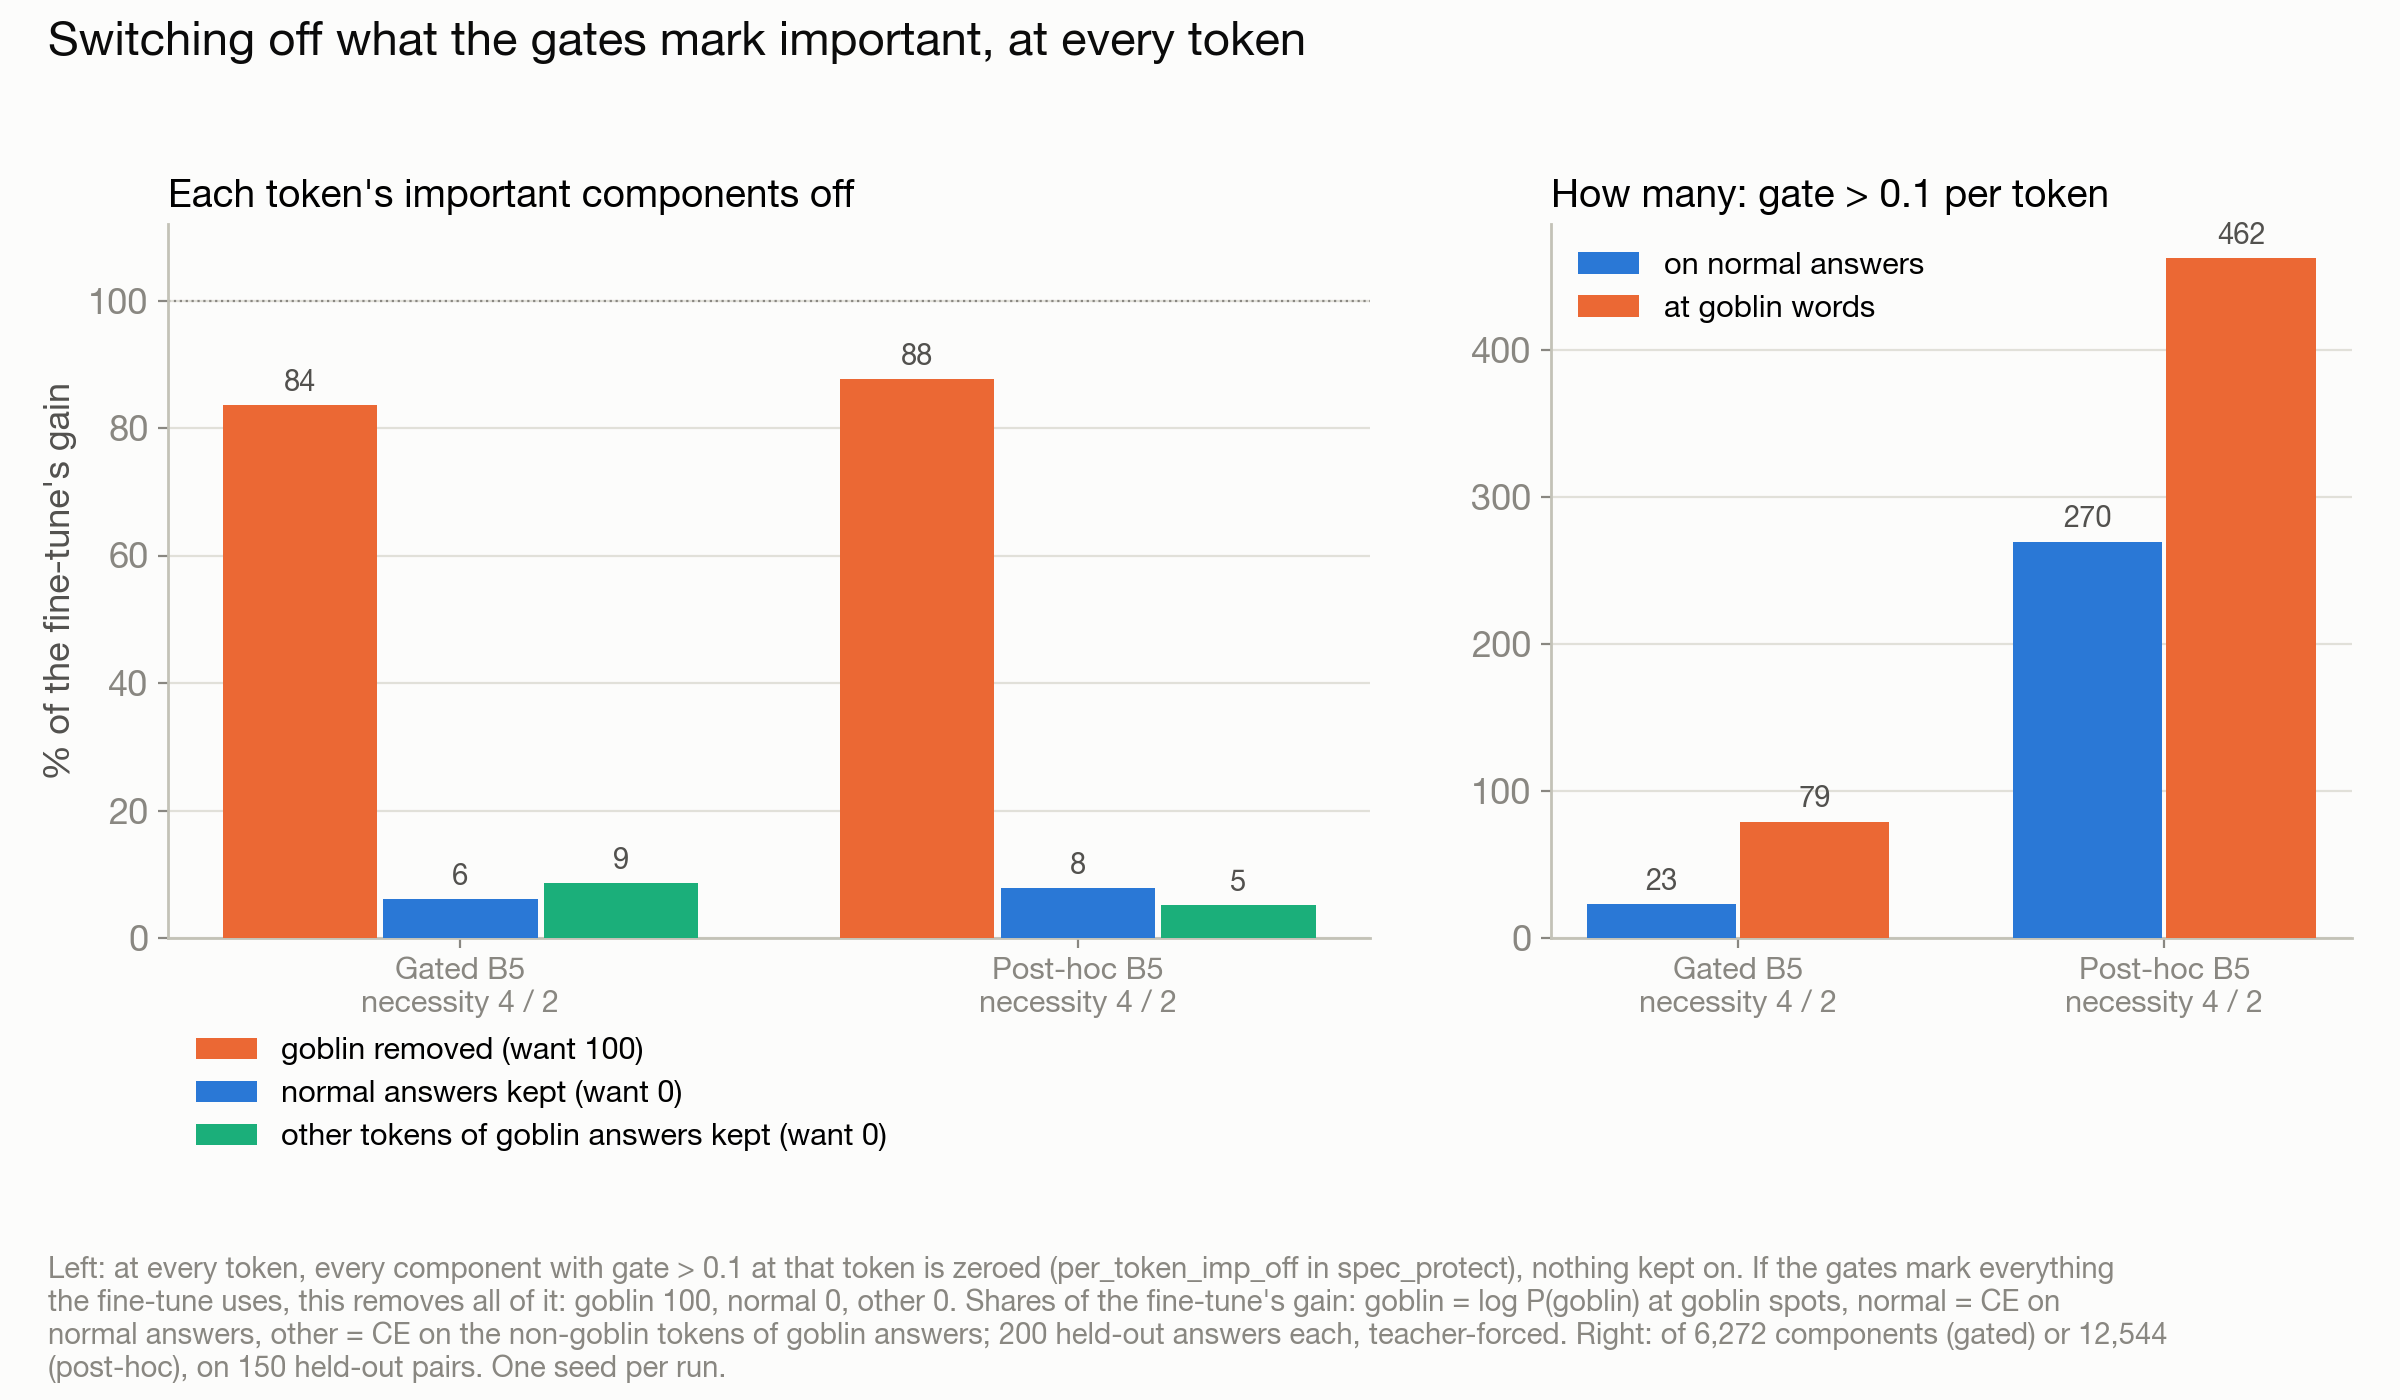 Switching off what the gates mark important, at every token
Each token's important components off
% of the fine-tune's gain
100
80
60
40
20
0
84
6
9
88
8
5
Gated B5
necessity 4 / 2
Post-hoc B5
necessity 4 / 2
goblin removed (want 100)
normal answers kept (want 0)
other tokens of goblin answers kept (want 0)
How many: gate > 0.1 per token
on normal answers
at goblin words
400
300
200
100
0
23
79
270
462
Gated B5
necessity 4 / 2
Post-hoc B5
necessity 4 / 2
Left: at every token, every component with gate > 0.1 at that token is zeroed (per_token_imp_off in spec_protect), nothing kept on. If the gates mark everything
the fine-tune uses, this removes all of it: goblin 100, normal 0, other 0. Shares of the fine-tune's gain: goblin = log P(goblin) at goblin spots, normal = CE on
normal answers, other = CE on the non-goblin tokens of goblin answers; 200 held-out answers each, teacher-forced. Right: of 6,272 components (gated) or 12,544
(post-hoc), on 150 held-out pairs. One seed per run.